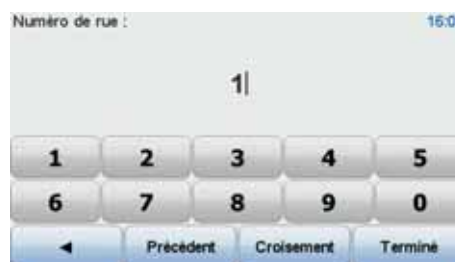 Numéro de rue : 16:0
1
1 2 3 4 5
6 7 8 9 0
◄ Précédent Croisement Terminé